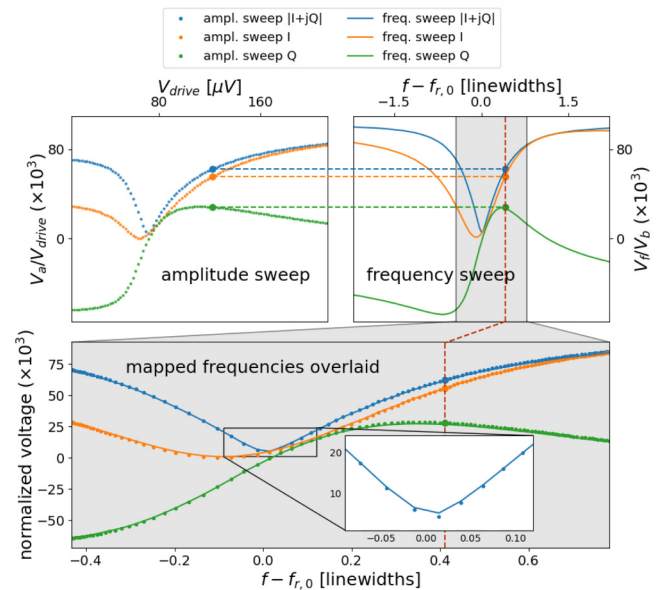 ampl. sweep |I+jQ|
freq. sweep |I+jQ|
ampl. sweep I
freq. sweep I
ampl. sweep Q
freq. sweep Q
V_drive [μV]
f − f_r,0 [linewidths]
80 160
−1.5 0.0 1.5
V_a/V_drive (×10³)
80
0
amplitude sweep
frequency sweep
80
0
V_f/V_b (×10³)
normalized voltage (×10³)
75
50
25
0
−25
−50
mapped frequencies overlaid
20
10
−0.05 0.00 0.05 0.10
−0.4 −0.2 0.0 0.2 0.4 0.6
f − f_r,0 [linewidths]